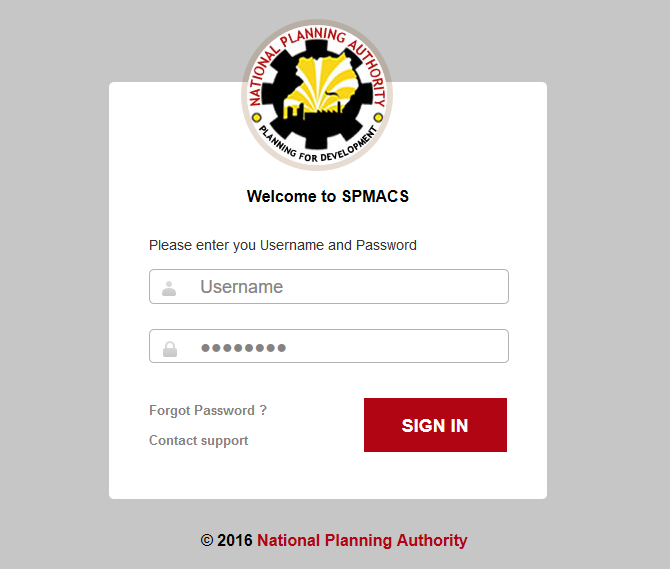 NATIONAL PLANNING AUTHORITY
PLANNING FOR DEVELOPMENT
Welcome to SPMACS
Please enter you Username and Password
Username
••••••••
Forgot Password ?
SIGN IN
Contact support
© 2016 National Planning Authority